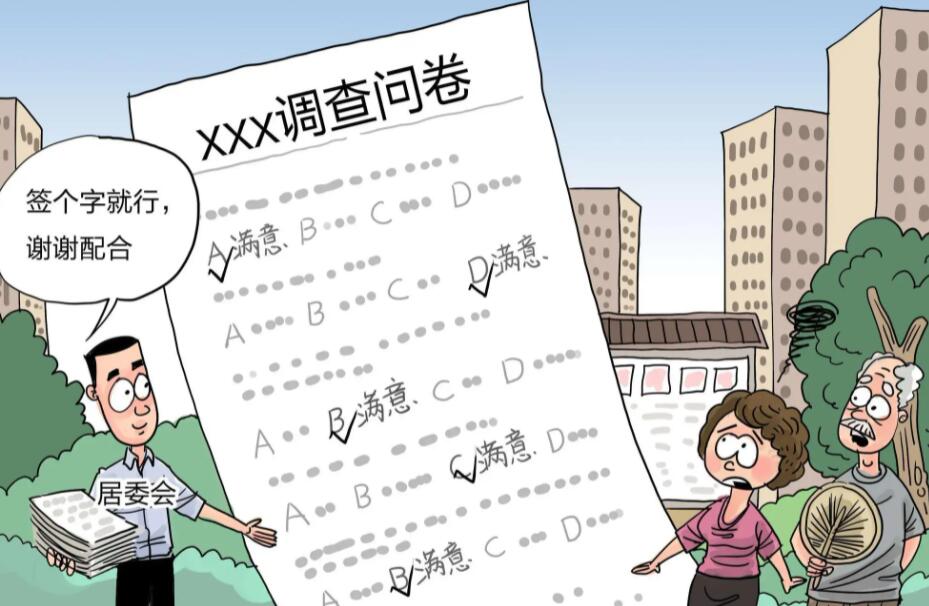 xxx调查问卷
签个字就行，
谢谢配合
A满意、B C D
A B C D满意、
A B满意、C D
A B C满意、D
A B满意、C D
居委会